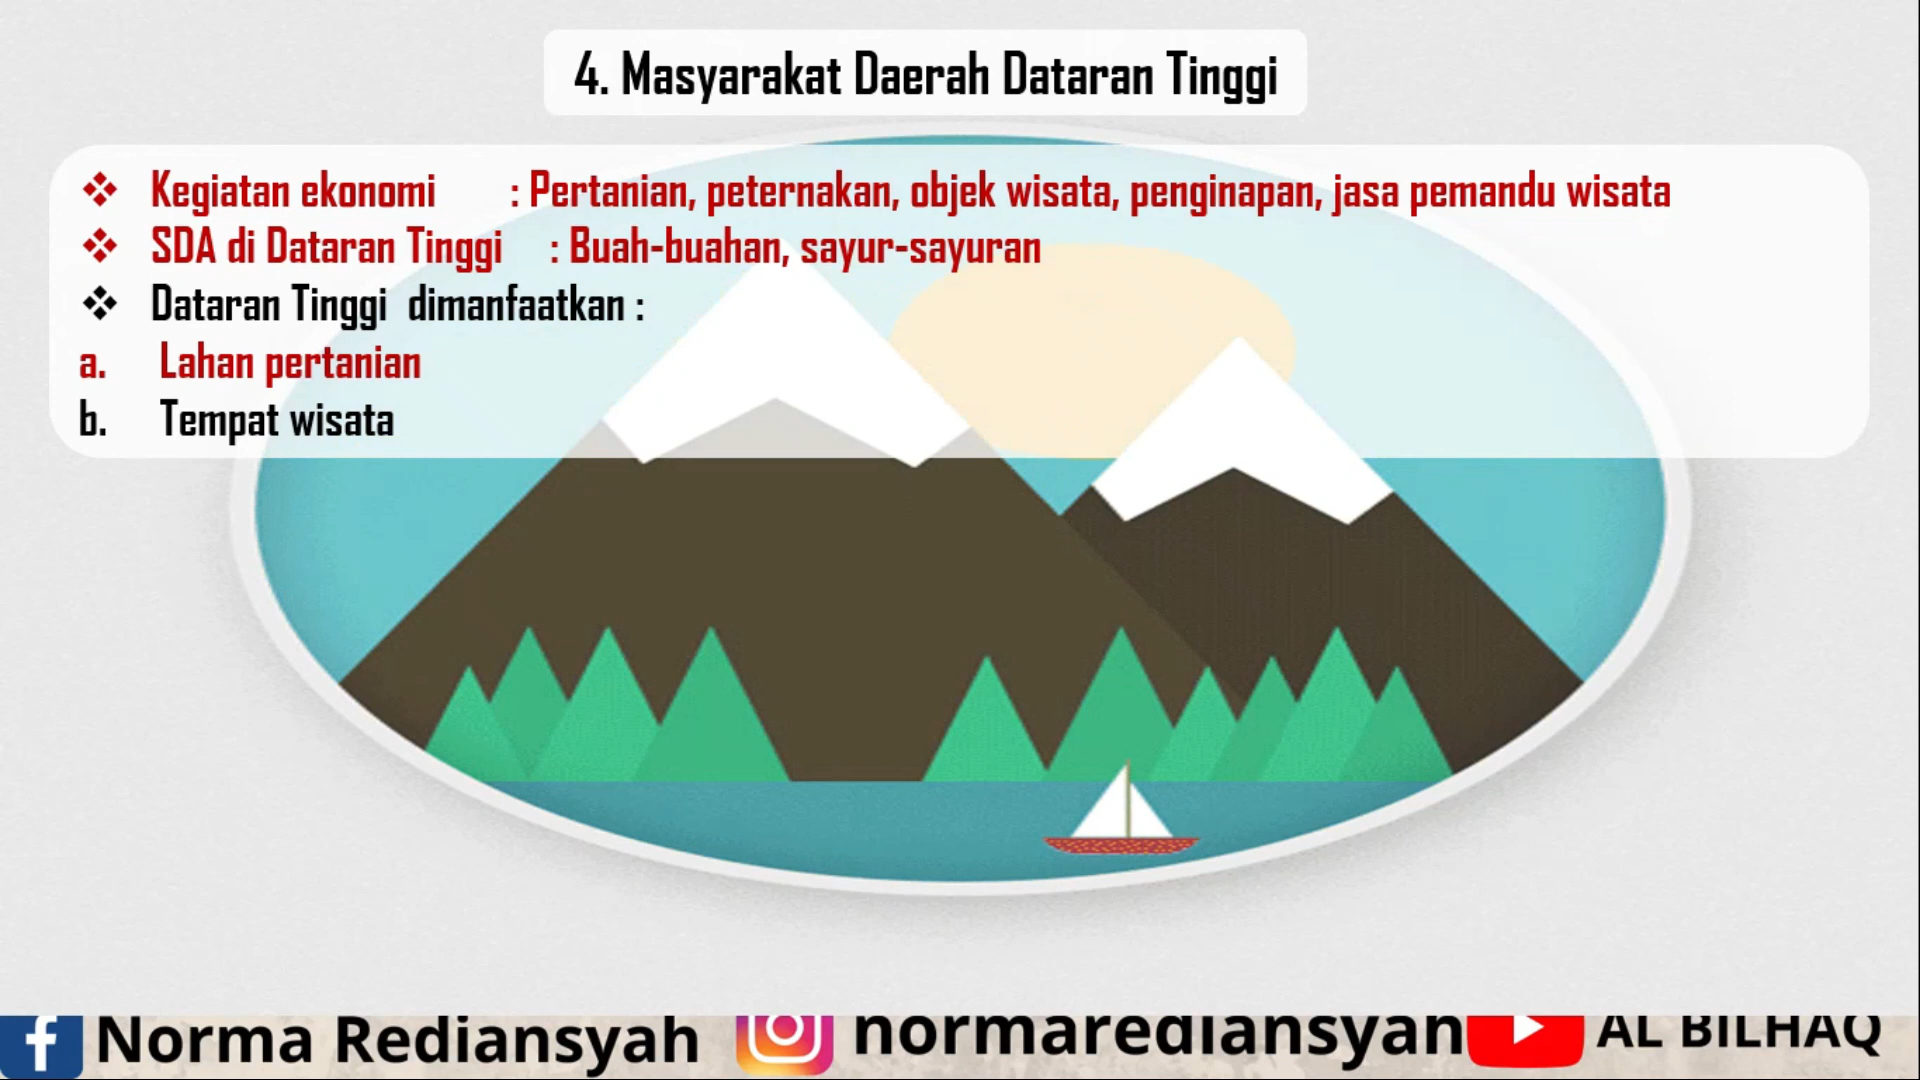 4. Masyarakat Daerah Dataran Tinggi
❖ Kegiatan ekonomi : Pertanian, peternakan, objek wisata, penginapan, jasa pemandu wisata
❖ SDA di Dataran Tinggi : Buah-buahan, sayur-sayuran
❖ Dataran Tinggi dimanfaatkan :
a. Lahan pertanian
b. Tempat wisata
Norma Rediansyah normarediansyah AL BILHAQ